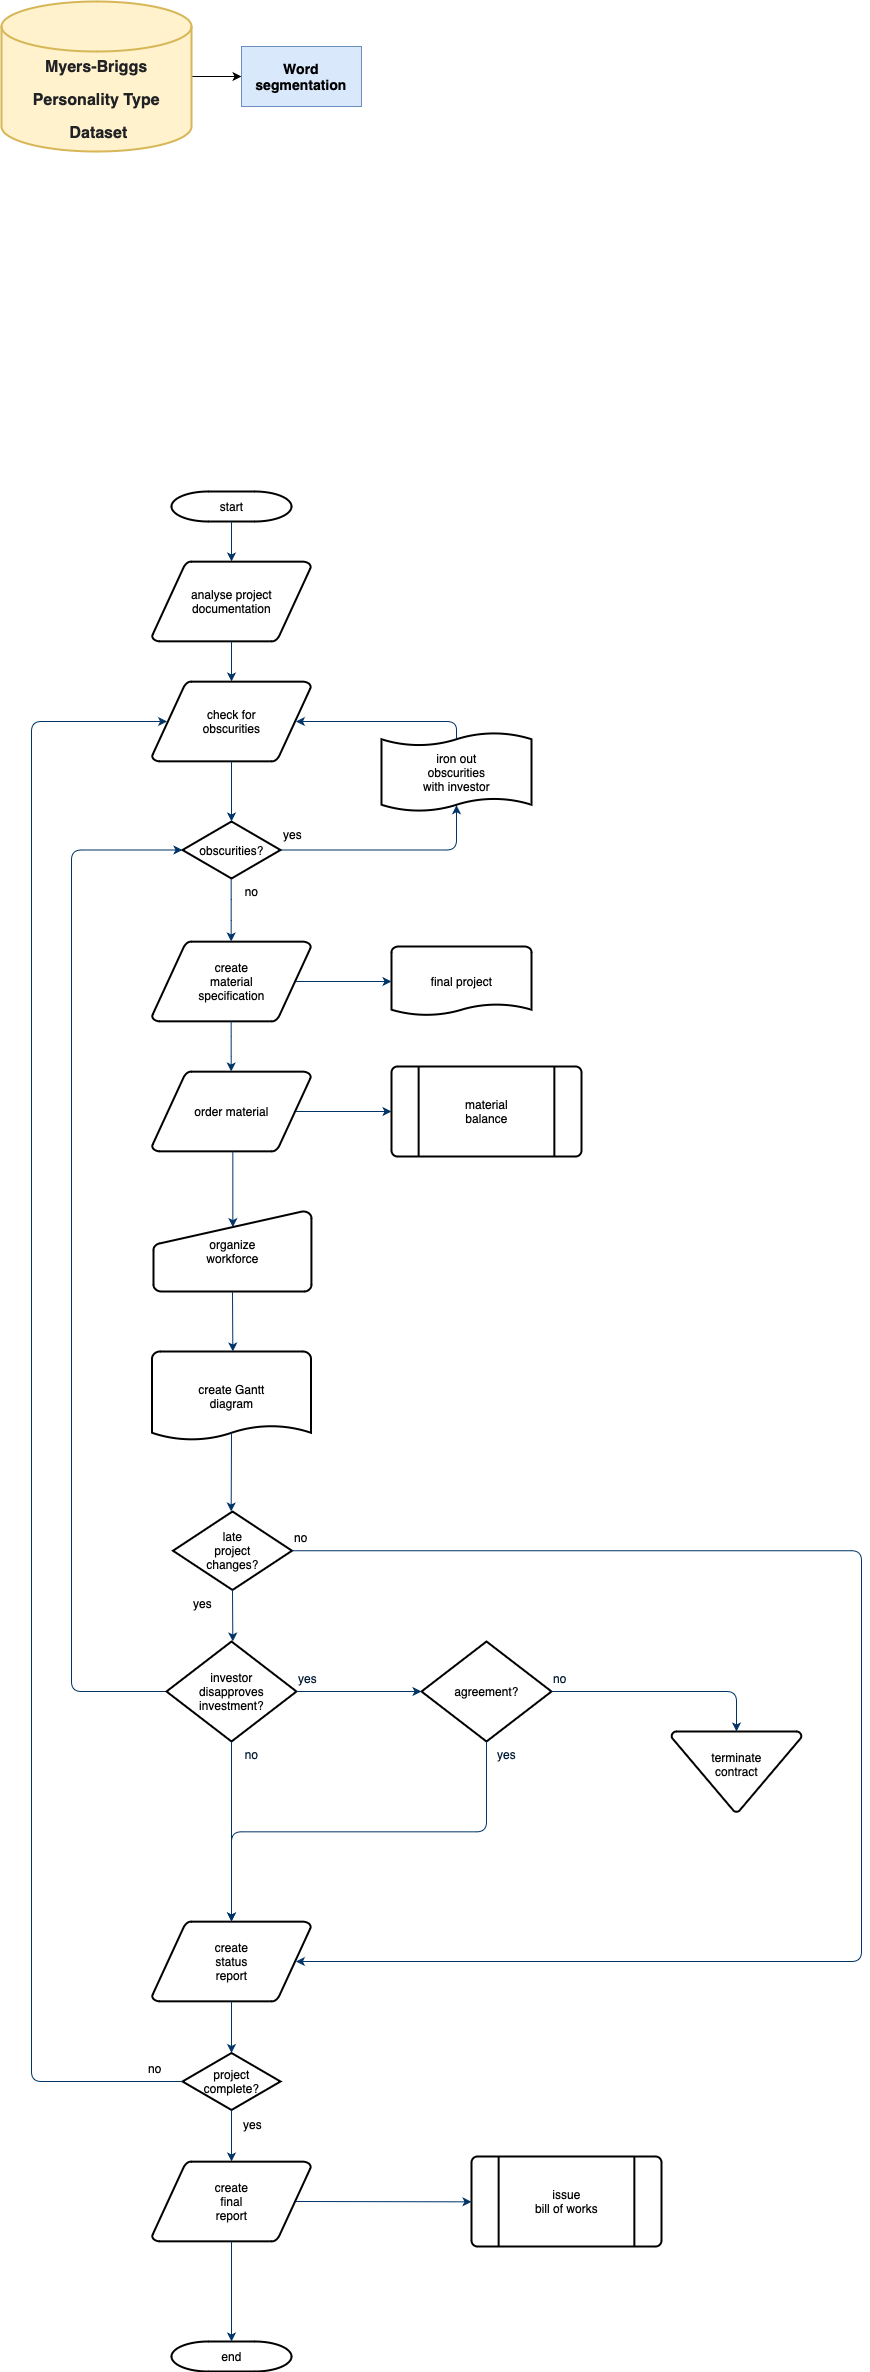 Myers-Briggs
Personality Type
Dataset
Word
segmentation
start
analyse project
documentation
check for
obscurities
iron out
obscurities
with investor
yes
obscurities?
no
create
material
specification
final project
order material
material
balance
organize
workforce
create Gantt
diagram
late
project
changes?
no
yes
investor
disapproves
investment?
yes
agreement?
no
no
yes
terminate
contract
create
status
report
no
project
complete?
yes
create
final
report
issue
bill of works
end